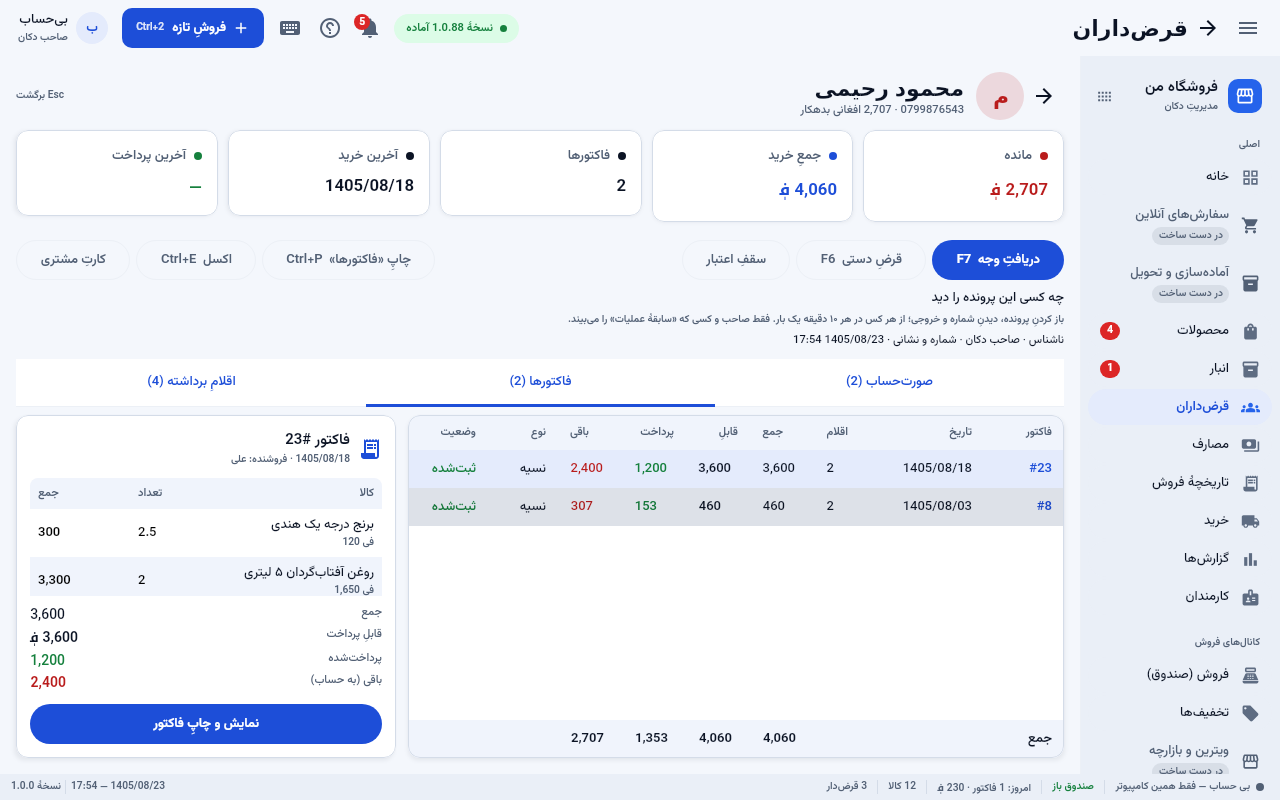 قرض‌داران
نسخهٔ 1.0.88 آماده
5
فروشِ تازه Ctrl+2
ب
بی‌حساب
صاحب دکان
فروشگاه من
مدیریت دکان
اصلی
خانه
سفارش‌های آنلاین
در دست ساخت
آماده‌سازی و تحویل
در دست ساخت
محصولات 4
انبار 1
قرض‌داران
مصارف
تاریخچهٔ فروش
خرید
گزارش‌ها
کارمندان
کانال‌های فروش
فروش (صندوق)
تخفیف‌ها
ویترین و بازارچه
در دست ساخت
م
محمود رحیمی
0799876543 · 2,707 افغانی بدهکار
Esc برگشت
مانده
2,707 ؋
جمعِ خرید
4,060 ؋
فاکتورها
2
آخرین خرید
1405/08/18
آخرین پرداخت
—
دریافتِ وجه F7
قرضِ دستی F6
سقفِ اعتبار
چاپِ «فاکتورها» Ctrl+P
اکسل Ctrl+E
کارتِ مشتری
چه کسی این پرونده را دید
باز کردنِ پرونده، دیدنِ شماره و خروجی؛ از هر کس در هر ۱۰ دقیقه یک بار. فقط صاحب و کسی که «سابقهٔ عملیات» را می‌بیند.
ناشناس · صاحب دکان · شماره و نشانی · 1405/08/23 17:54
صورت‌حساب (2)
فاکتورها (2)
اقلامِ برداشته (4)
فاکتور تاریخ اقلام جمع قابلِ پرداخت باقی نوع وضعیت
#23 1405/08/18 2 3,600 3,600 1,200 2,400 نسیه ثبت‌شده
#8 1405/08/03 2 460 460 153 307 نسیه ثبت‌شده
جمع 4,060 4,060 1,353 2,707
فاکتور #23
1405/08/18 · فروشنده: علی
کالا تعداد جمع
برنج درجه یک هندی 2.5 300
فی 120
روغن آفتاب‌گردان ۵ لیتری 2 3,300
فی 1,650
جمع 3,600
قابلِ پرداخت 3,600 ؋
پرداخت‌شده 1,200
باقی (به حساب) 2,400
نمایش و چاپِ فاکتور
بی حساب — فقط همین کامپیوتر
صندوق باز
امروز: 1 فاکتور · 230 ؋
12 کالا
3 قرض‌دار
1405/08/23 — 17:54
نسخهٔ 1.0.0